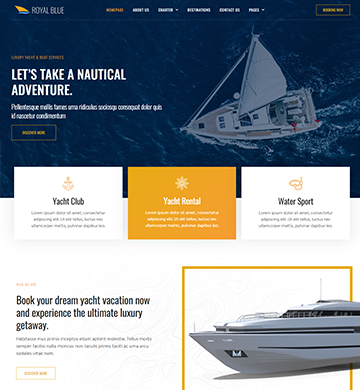 ROYAL BLUE
HOMEPAGE ABOUT US CHARTER DESTINATIONS CONTACT US PAGES
BOOKING NOW
LUXURY YACHT & BOAT SERVICES
LET'S TAKE A NAUTICAL
ADVENTURE.
Pellentesque mollis fames urna ridiculus sociosqu consequat dolor quis
id nascetur condimentum
DISCOVER MORE
Yacht Club
Lorem ipsum dolor sit amet, consectetur
adipiscing elit. Ut elit tellus, luctus nec
ullamcorper mattis, pulvinar dapibus leo.
Yacht Rental
Lorem ipsum dolor sit amet, consectetur
adipiscing elit. Ut elit tellus, luctus nec
ullamcorper mattis, pulvinar dapibus leo.
Water Sport
Lorem ipsum dolor sit amet, consectetur
adipiscing elit. Ut elit tellus, luctus nec
ullamcorper mattis, pulvinar dapibus leo.
WHO WE ARE
Book your dream yacht vacation now
and experience the ultimate luxury
getaway.
Habitasse mus primis inceptos etiam aptent molestie. Mattis
semper facilisi nulla rhoncus nam iaculis fames ac urna arcu
sodales vitae nam.
DISCOVER MORE